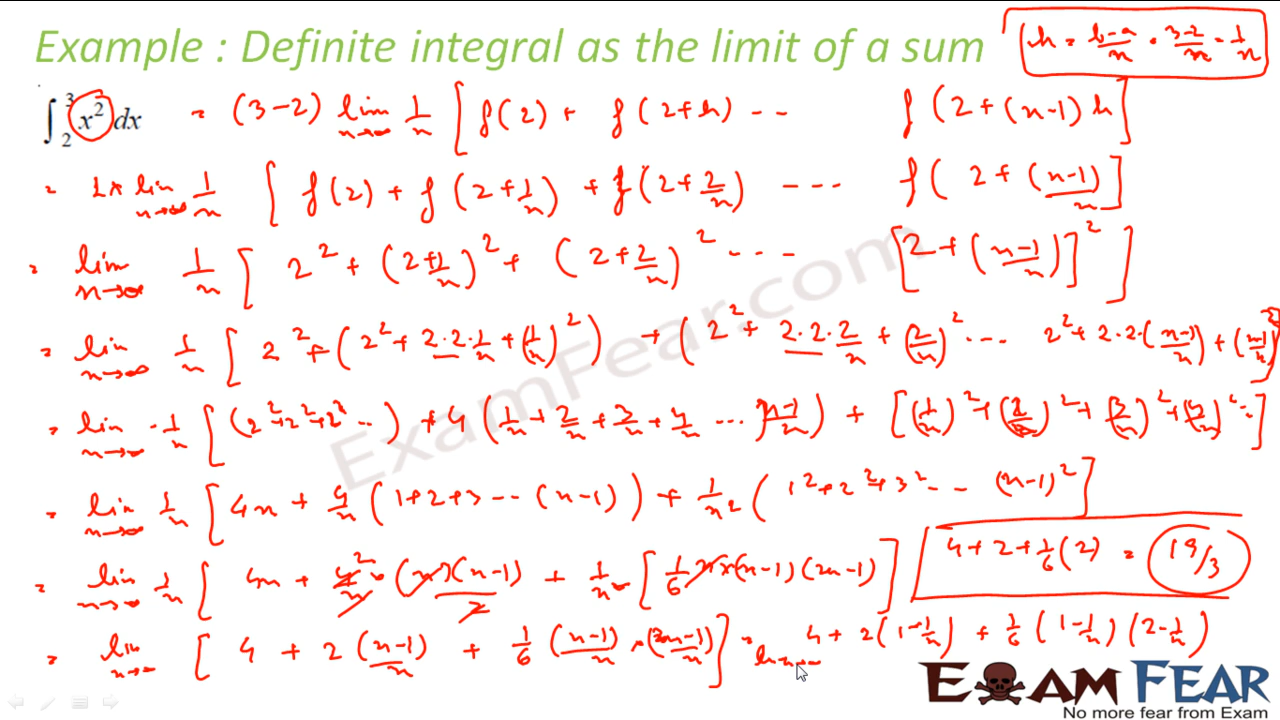 Example : Definite integral as the limit of a sum
h = (b-a)/n = (3-2)/n = 1/n
∫₂³ x² dx = (3-2) lim n→∞ 1/n [ f(2) + f(2+h) -- f(2+(n-1)h]
= 1x lim n→∞ 1/n [ f(2) + f(2+1/n) + f(2+2/n) --- f(2+(n-1)/n]
= lim n→∞ 1/n [ 2² + (2+1/n)² + (2+2/n)² --- [2+(n-1/n)]² ]
= lim n→∞ 1/n [ 2² + (2² + 2·2·1/n + (1/n)²) + (2² + 2·2·2/n + (2/n)² --- 2² + 2·2·(n-1/n) + (n-1/n)²]
= lim n→∞ 1/n [ (2²+2²+2² --) + 4(1/n + 2/n + 3/n + 4/n --- n-1/n) + [(1/n)² + (2/n)² + (3/n)² + (4/n)² --]
= lim n→∞ 1/n [ 4n + 4/n (1+2+3 --- (n-1)) + 1/n² (1²+2²+3² --- (n-1)²]
4+2+1/6(2) = 19/3
= lim n→∞ 1/n [ 4n + 4²/n · (n)(n-1)/2 + 1/n² [1/6 n x(n-1)(2n-1)]
= lim n→∞ [ 4 + 2(n-1)/n + 1/6 (n-1)/n × (2n-1)/n] = lim n→∞ 4 + 2(1-1/n) + 1/6 (1-1/n)(2-1/n)
EXAM FEAR
No more fear from Exam
ExamFear.com